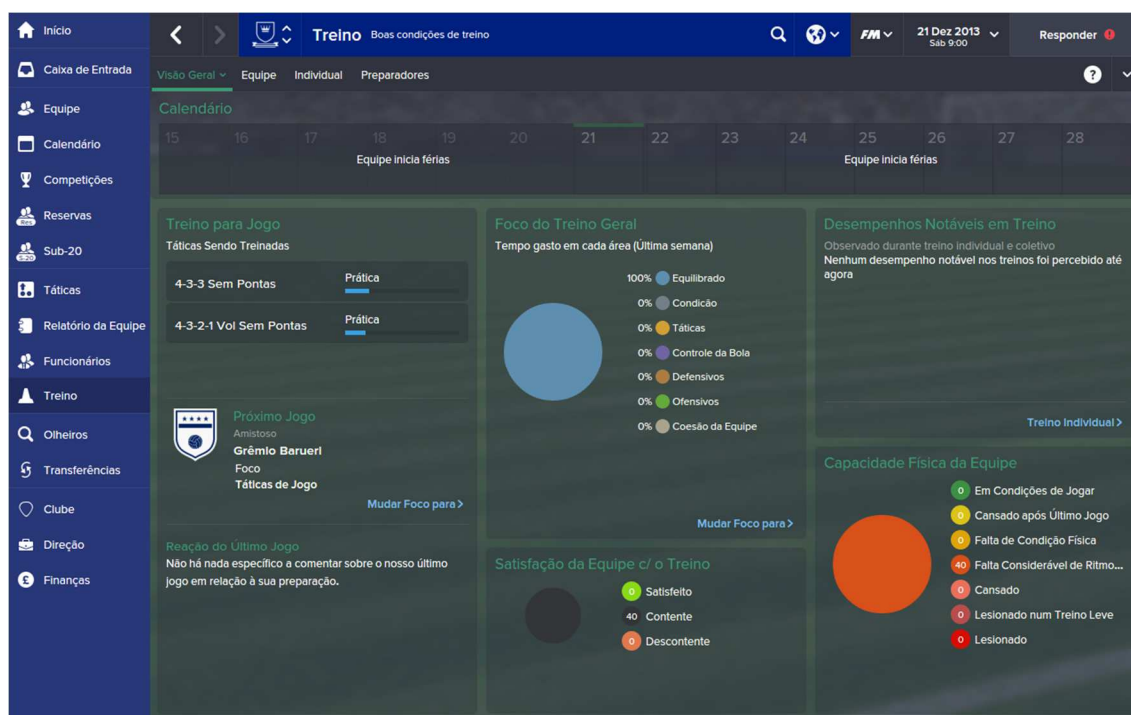 Início
Caixa de Entrada
Equipe
Calendário
Competições
Reservas
Sub-20
Táticas
Relatório da Equipe
Funcionários
Treino
Olheiros
Transferências
Clube
Direção
Finanças
Treino Boas condições de treino
FM
21 Dez 2013
Sáb 9:00
Responder
Visão Geral Equipe Individual Preparadores
?
Calendário
15 16 17 18 19 20 21 22 23 24 25 26 27 28
Equipe inicia férias Equipe inicia férias
Treino para Jogo
Táticas Sendo Treinadas
4-3-3 Sem Pontas Prática
4-3-2-1 Vol Sem Pontas Prática
Próximo Jogo
Amistoso
Grêmio Barueri
Foco
Táticas de Jogo
Mudar Foco para >
Reação do Último Jogo
Não há nada específico a comentar sobre o nosso último
jogo em relação à sua preparação.
Foco do Treino Geral
Tempo gasto em cada área (Última semana)
100% Equilibrado
0% Condicão
0% Táticas
0% Controle da Bola
0% Defensivos
0% Ofensivos
0% Coesão da Equipe
Mudar Foco para >
Satisfação da Equipe c/ o Treino
0 Satisfeito
40 Contente
0 Descontente
Desempenhos Notáveis em Treino
Observado durante treino individual e coletivo
Nenhum desempenho notável nos treinos foi percebido até
agora
Treino Individual >
Capacidade Física da Equipe
0 Em Condições de Jogar
0 Cansado após Último Jogo
0 Falta de Condição Física
40 Falta Considerável de Ritmo...
0 Cansado
0 Lesionado num Treino Leve
0 Lesionado